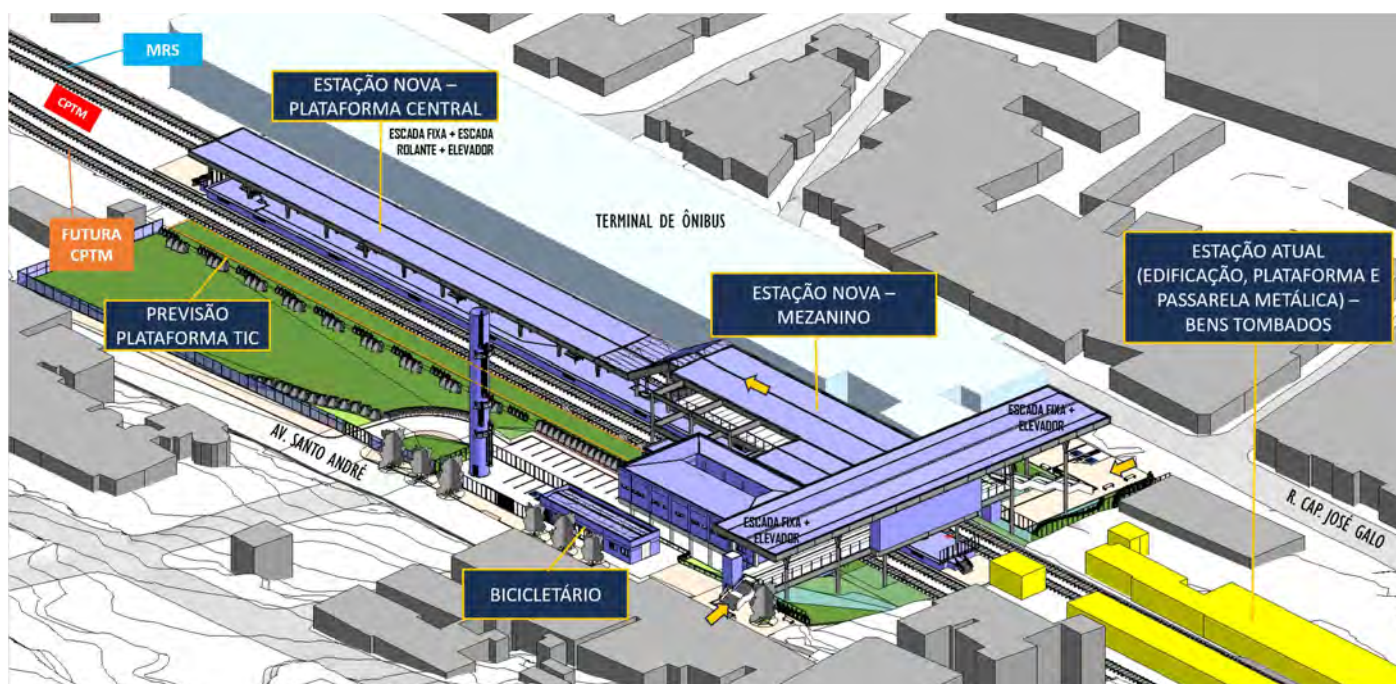 MRS
CPTM
ESTAÇÃO NOVA –
PLATAFORMA CENTRAL
ESCADA FIXA + ESCADA
ROLANTE + ELEVADOR
TERMINAL DE ÔNIBUS
FUTURA
CPTM
PREVISÃO
PLATAFORMA TIC
ESTAÇÃO NOVA –
MEZANINO
ESTAÇÃO ATUAL
(EDIFICAÇÃO, PLATAFORMA E
PASSARELA METÁLICA) –
BENS TOMBADOS
AV. SANTO ANDRÉ
ESCADA FIXA +
ELEVADOR
R. CAP. JOSÉ GALO
ESCADA FIXA +
ELEVADOR
BICICLETÁRIO